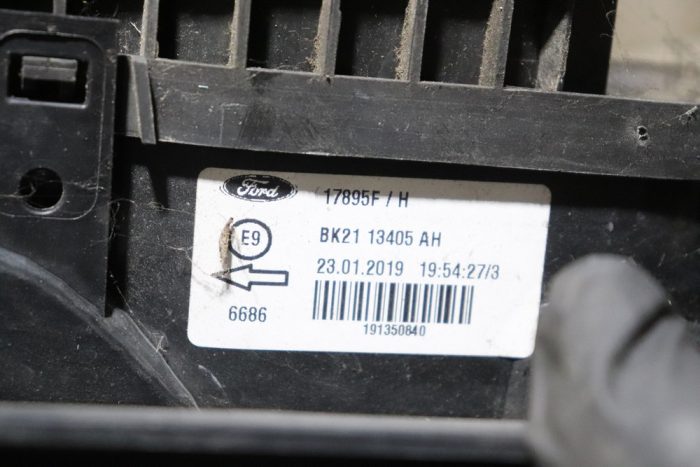 Ford
17895F / H
E9
BK21 13405 AH
23.01.2019 19:54:27/3
6686
191350840